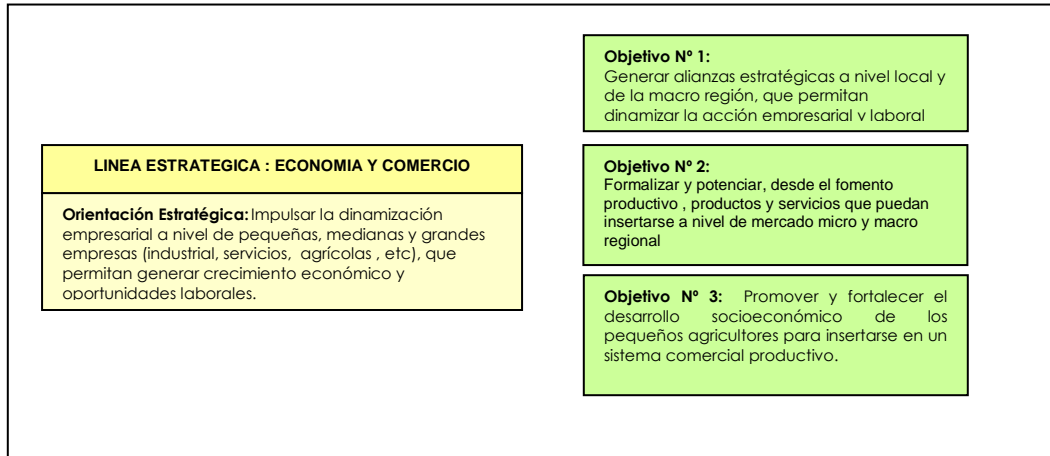 LINEA ESTRATEGICA : ECONOMIA Y COMERCIO
Orientación Estratégica: Impulsar la dinamización
empresarial a nivel de pequeñas, medianas y grandes
empresas (industrial, servicios, agrícolas , etc), que
permitan generar crecimiento económico y
oportunidades laborales.
Objetivo Nº 1:
Generar alianzas estratégicas a nivel local y
de la macro región, que permitan
dinamizar la acción empresarial y laboral
Objetivo Nº 2:
Formalizar y potenciar, desde el fomento
productivo , productos y servicios que puedan
insertarse a nivel de mercado micro y macro
regional
Objetivo Nº 3: Promover y fortalecer el
desarrollo socioeconómico de los
pequeños agricultores para insertarse en un
sistema comercial productivo.